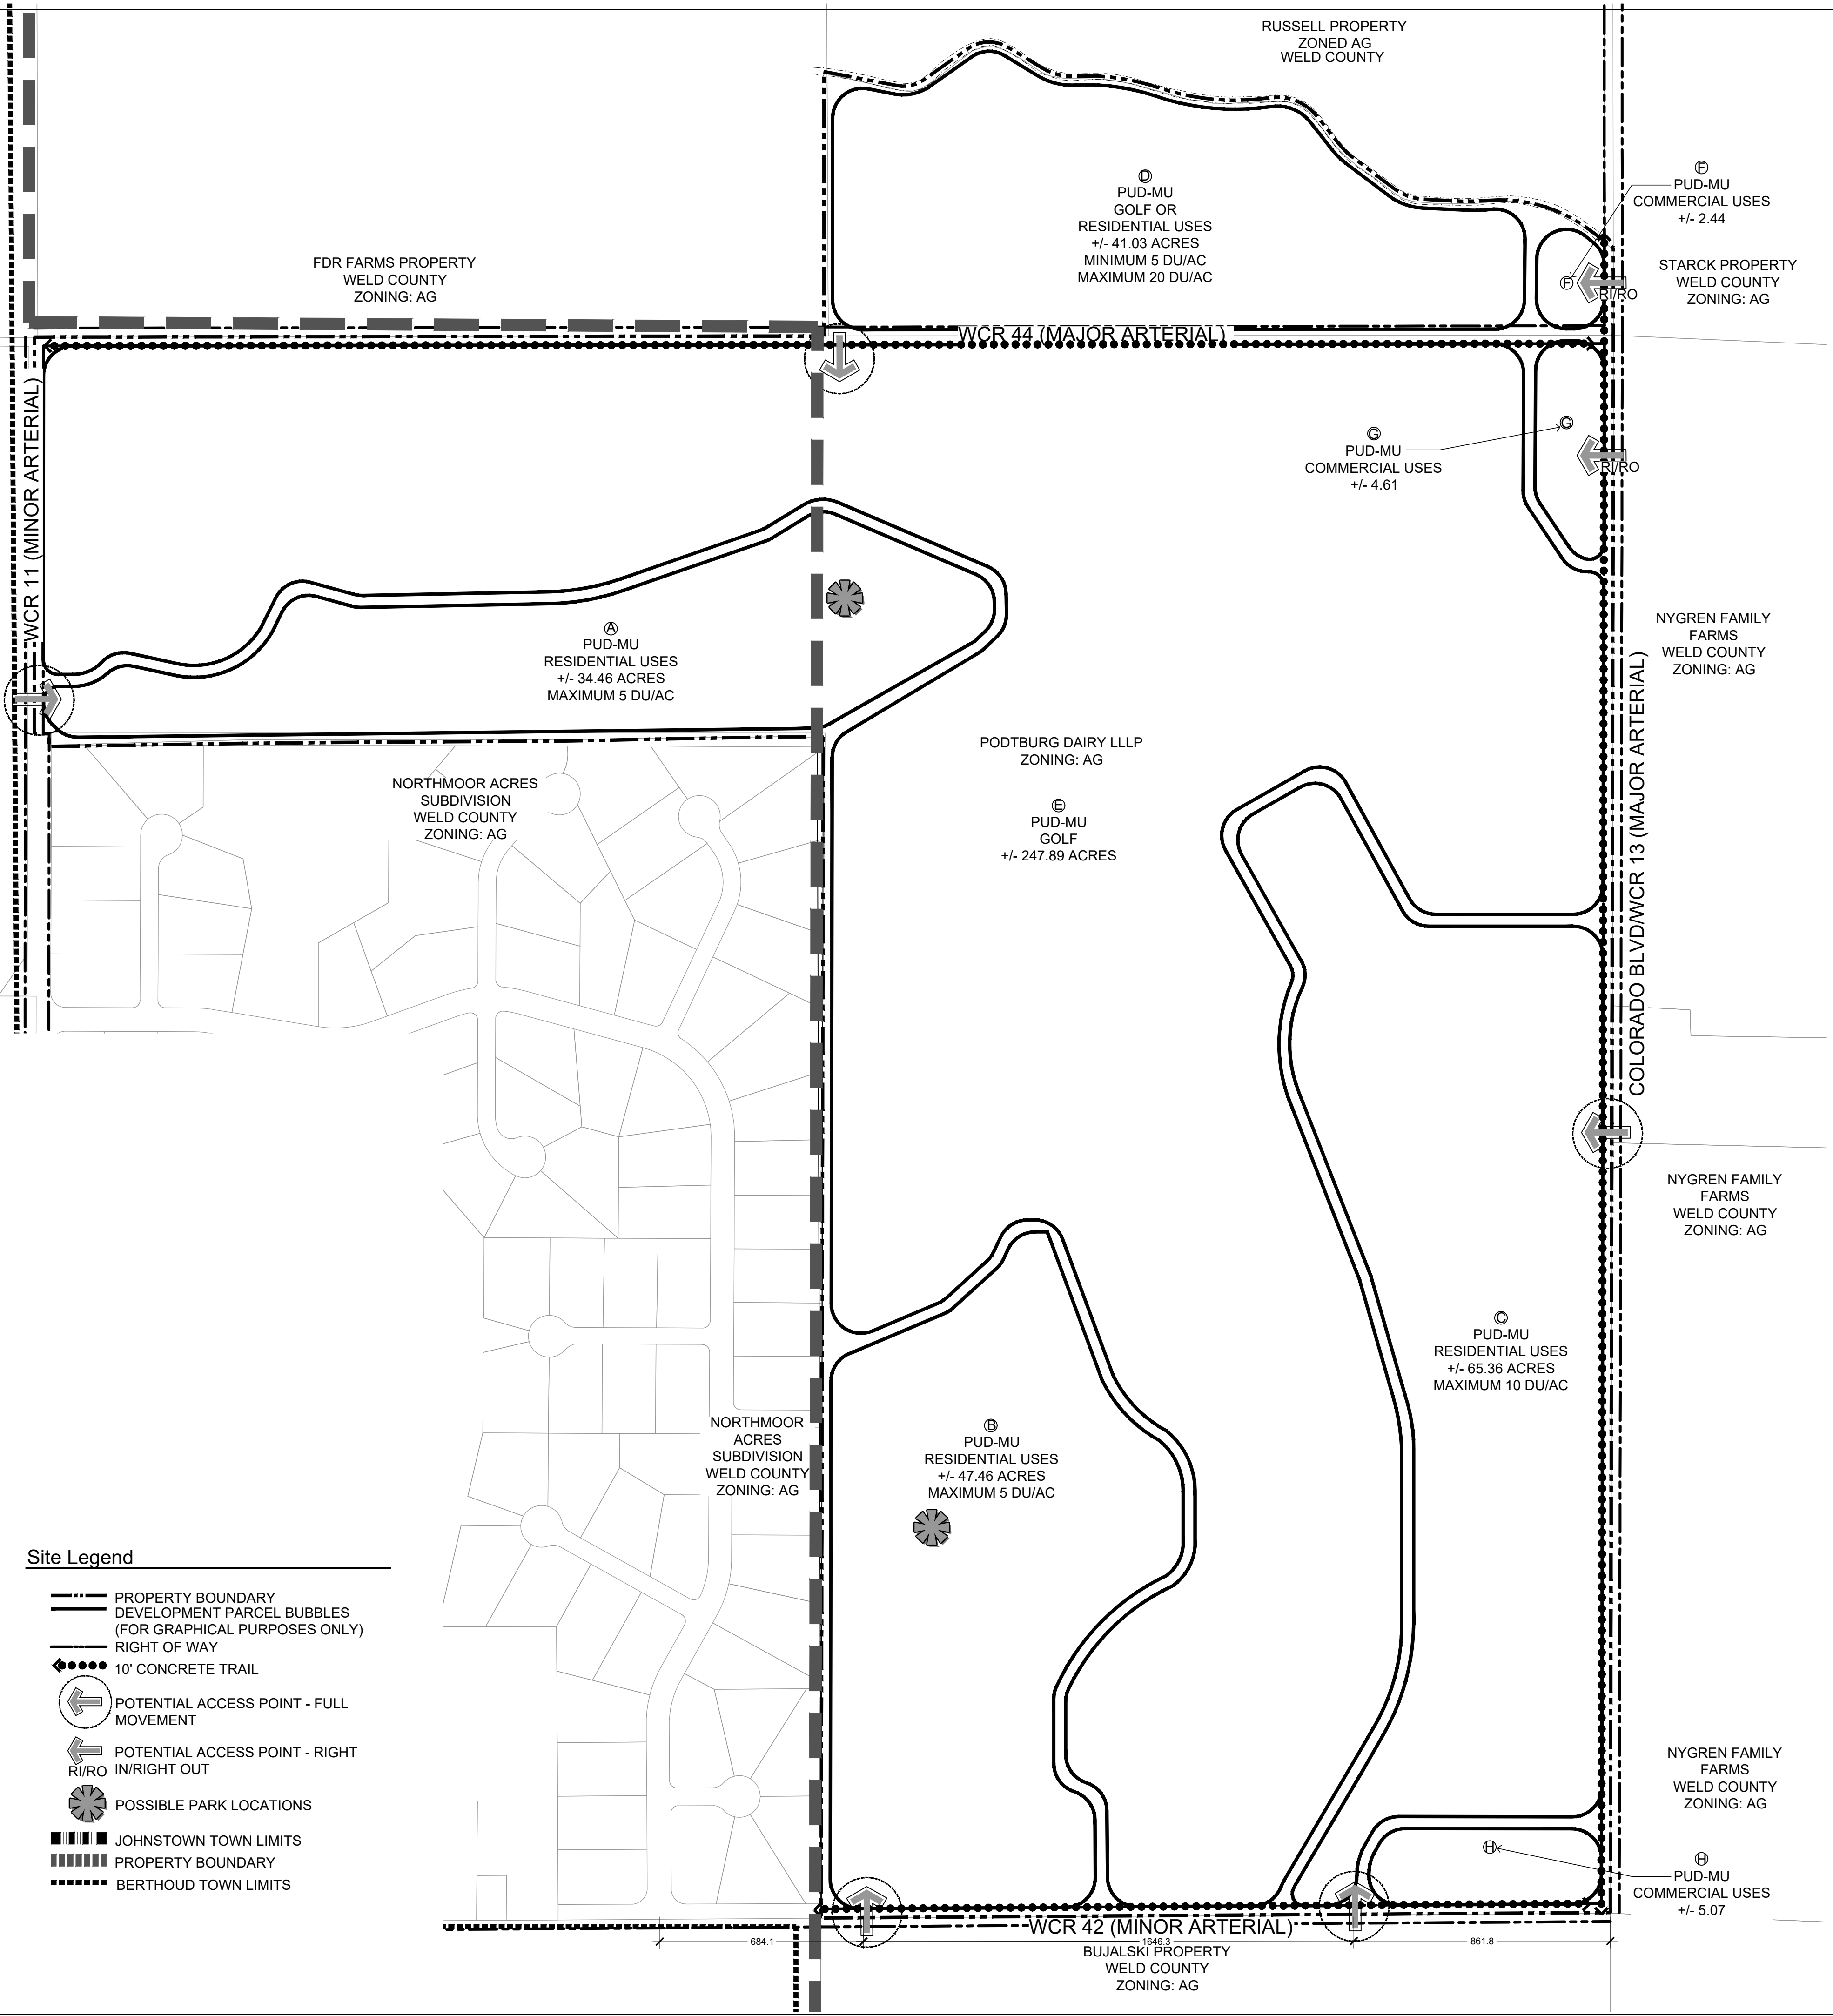 RUSSELL PROPERTY
ZONED AG
WELD COUNTY
D
PUD-MU
GOLF OR
RESIDENTIAL USES
+/- 41.03 ACRES
MINIMUM 5 DU/AC
MAXIMUM 20 DU/AC
F
PUD-MU
COMMERCIAL USES
+/- 2.44
FDR FARMS PROPERTY
WELD COUNTY
ZONING: AG
STARCK PROPERTY
WELD COUNTY
ZONING: AG
F
RI/RO
WCR 44 (MAJOR ARTERIAL)
WCR 11 (MINOR ARTERIAL)
G
G
PUD-MU
COMMERCIAL USES
+/- 4.61
RI/RO
A
PUD-MU
RESIDENTIAL USES
+/- 34.46 ACRES
MAXIMUM 5 DU/AC
NYGREN FAMILY
FARMS
WELD COUNTY
ZONING: AG
COLORADO BLVD/WCR 13 (MAJOR ARTERIAL)
PODTBURG DAIRY LLLP
ZONING: AG
NORTHMOOR ACRES
SUBDIVISION
WELD COUNTY
ZONING: AG
E
PUD-MU
GOLF
+/- 247.89 ACRES
NYGREN FAMILY
FARMS
WELD COUNTY
ZONING: AG
C
PUD-MU
RESIDENTIAL USES
+/- 65.36 ACRES
MAXIMUM 10 DU/AC
NORTHMOOR
ACRES
SUBDIVISION
WELD COUNTY
ZONING: AG
B
PUD-MU
RESIDENTIAL USES
+/- 47.46 ACRES
MAXIMUM 5 DU/AC
Site Legend
PROPERTY BOUNDARY
DEVELOPMENT PARCEL BUBBLES
(FOR GRAPHICAL PURPOSES ONLY)
RIGHT OF WAY
10' CONCRETE TRAIL
POTENTIAL ACCESS POINT - FULL
MOVEMENT
POTENTIAL ACCESS POINT - RIGHT
RI/RO IN/RIGHT OUT
POSSIBLE PARK LOCATIONS
JOHNSTOWN TOWN LIMITS
PROPERTY BOUNDARY
BERTHOUD TOWN LIMITS
NYGREN FAMILY
FARMS
WELD COUNTY
ZONING: AG
H
H
PUD-MU
COMMERCIAL USES
+/- 5.07
WCR 42 (MINOR ARTERIAL)
684.1
1646.3
861.8
BUJALSKI PROPERTY
WELD COUNTY
ZONING: AG